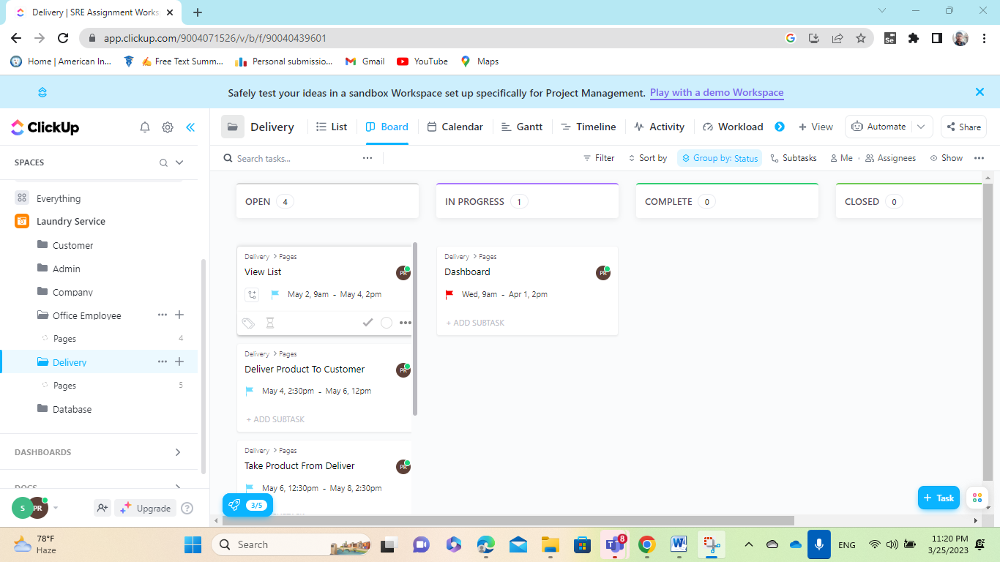 Delivery | SRE Assignment Works
app.clickup.com/9004071526/v/b/f/90040439601
Home | American In...
Free Text Summ...
Personal submissio...
Gmail
YouTube
Maps
Safely test your ideas in a sandbox Workspace set up specifically for Project Management. Play with a demo Workspace
ClickUp
Delivery
List
Board
Calendar
Gantt
Timeline
Activity
Workload
+ View
Automate
Share
SPACES
Search tasks...
Filter
Sort by
Group by: Status
Subtasks
Me
Assignees
Show
Everything
Laundry Service
Customer
Admin
Company
Office Employee
Pages 4
Delivery
Pages 5
Database
DASHBOARDS
DOCS
S
PR
Upgrade
OPEN 4
Delivery > Pages
View List
PR
May 2, 9am - May 4, 2pm
Delivery > Pages
Deliver Product To Customer
PR
May 4, 2:30pm - May 6, 12pm
+ ADD SUBTASK
Delivery > Pages
Take Product From Deliver
PR
May 6, 12:30pm - May 8, 2:30pm
3/5
IN PROGRESS 1
Delivery > Pages
Dashboard
PR
Wed, 9am - Apr 1, 2pm
+ ADD SUBTASK
COMPLETE 0
CLOSED 0
+ Task
78°F
Haze
Search
8
ENG
11:20 PM
3/25/2023